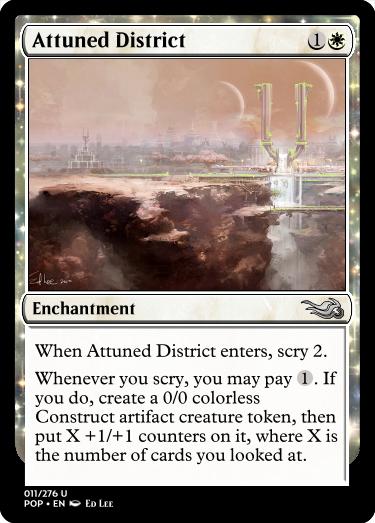 Attuned District 1
Ed Lee
Enchantment
When Attuned District enters, scry 2.
Whenever you scry, you may pay 1. If
you do, create a 0/0 colorless
Construct artifact creature token, then
put X +1/+1 counters on it, where X is
the number of cards you looked at.
011/276 U
POP • EN Ed Lee